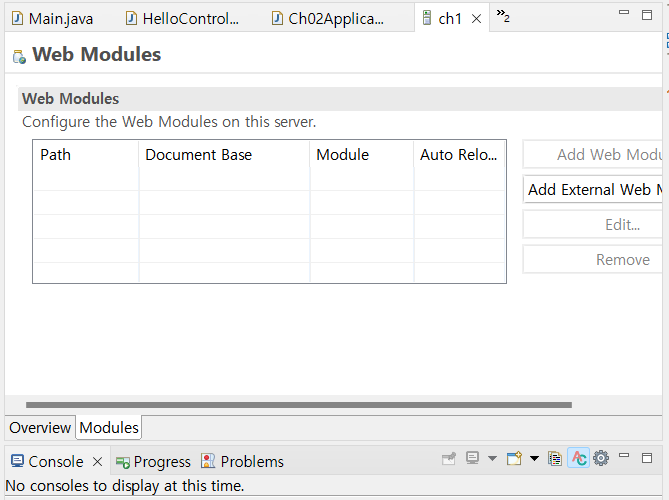 Main.java HelloControl... Ch02Applica... ch1 »2
Web Modules
Web Modules
Configure the Web Modules on this server.
Path Document Base Module Auto Relo... Add Web Modu
Add External Web M
Edit...
Remove
Overview Modules
Console Progress Problems
No consoles to display at this time.